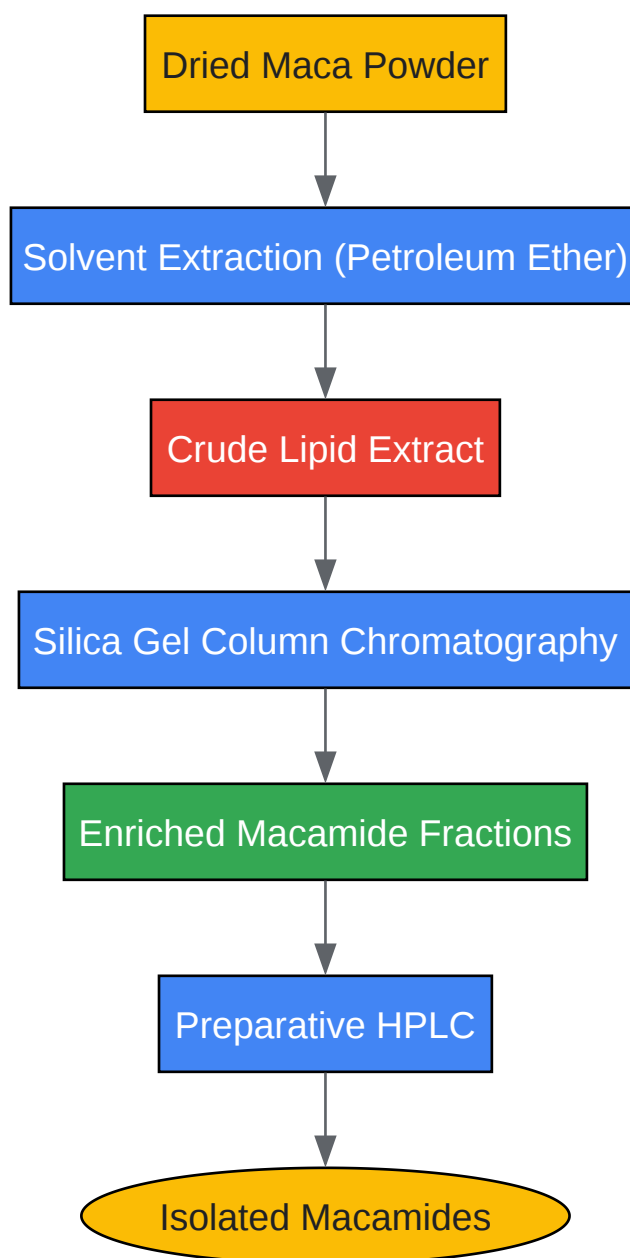 Dried Maca Powder
Solvent Extraction (Petroleum Ether)
Crude Lipid Extract
Silica Gel Column Chromatography
Enriched Macamide Fractions
Preparative HPLC
Isolated Macamides